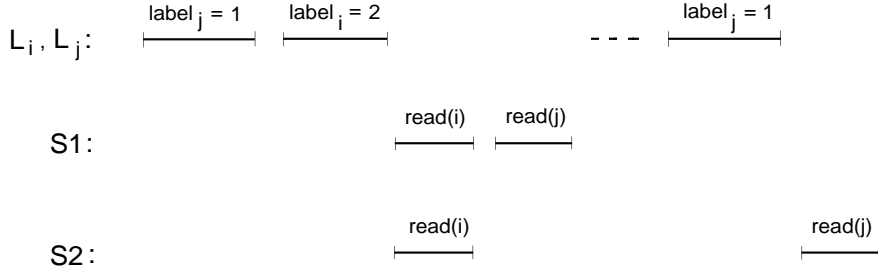 label j = 1 label i = 2 label j = 1
L i , L j :
read(i) read(j)
S1:
read(i) read(j)
S2: